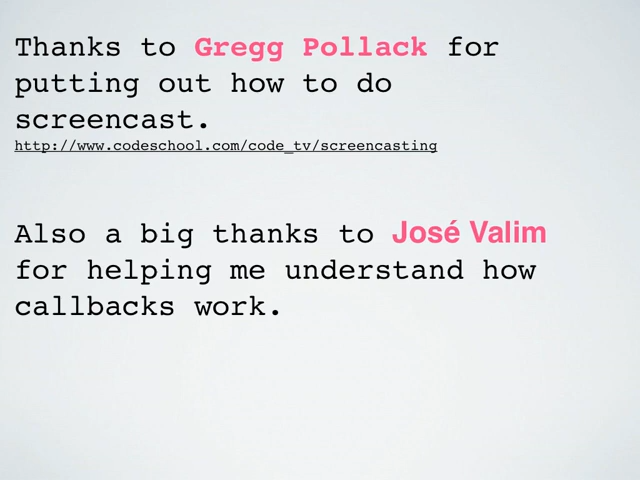 Thanks to Gregg Pollack for
putting out how to do
screencast.
http://www.codeschool.com/code_tv/screencasting
Also a big thanks to José Valim
for helping me understand how
callbacks work.